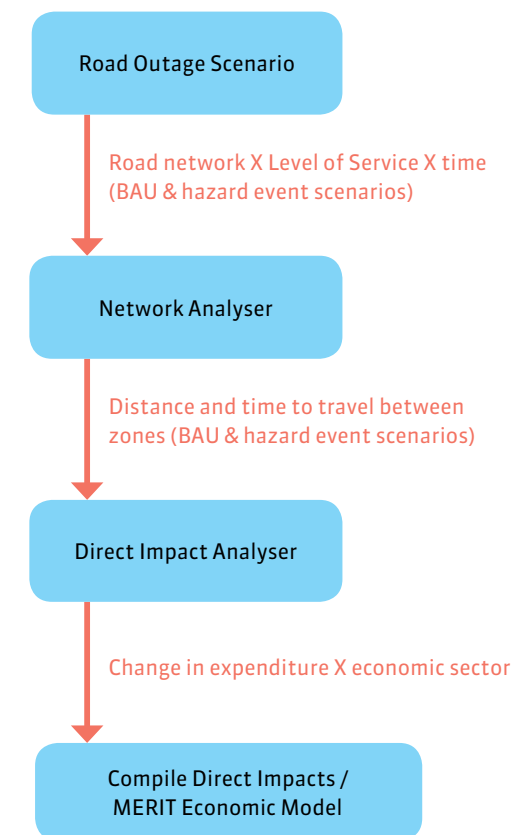 Road Outage Scenario
Road network X Level of Service X time
(BAU & hazard event scenarios)
Network Analyser
Distance and time to travel between
zones (BAU & hazard event scenarios)
Direct Impact Analyser
Change in expenditure X economic sector
Compile Direct Impacts /
MERIT Economic Model